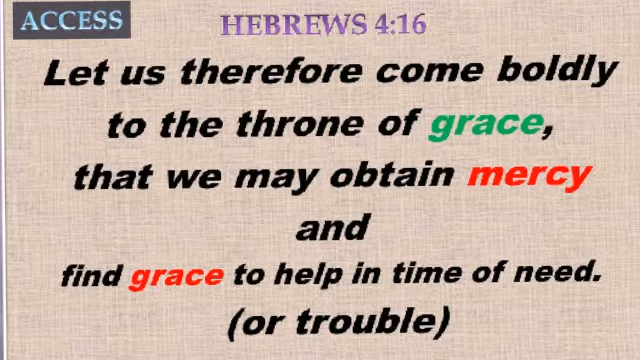 ACCESS
HEBREWS 4:16
Let us therefore come boldly
to the throne of grace,
that we may obtain mercy
and
find grace to help in time of need.
(or trouble)